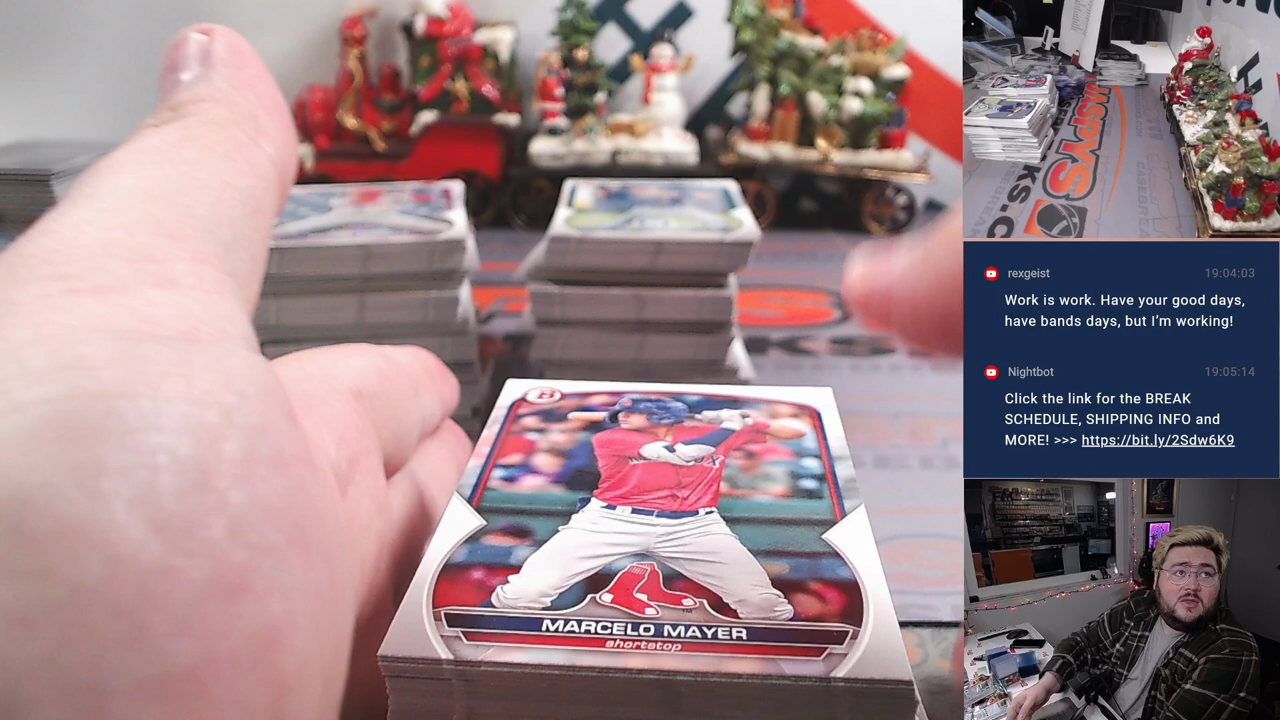 B
MARCELO MAYER
shortstop
rexgeist 19:04:03
Work is work. Have your good days,
have bands days, but I'm working!
Nightbot 19:05:14
Click the link for the BREAK
SCHEDULE, SHIPPING INFO and
MORE! >>> https://bit.ly/2Sdw6K9